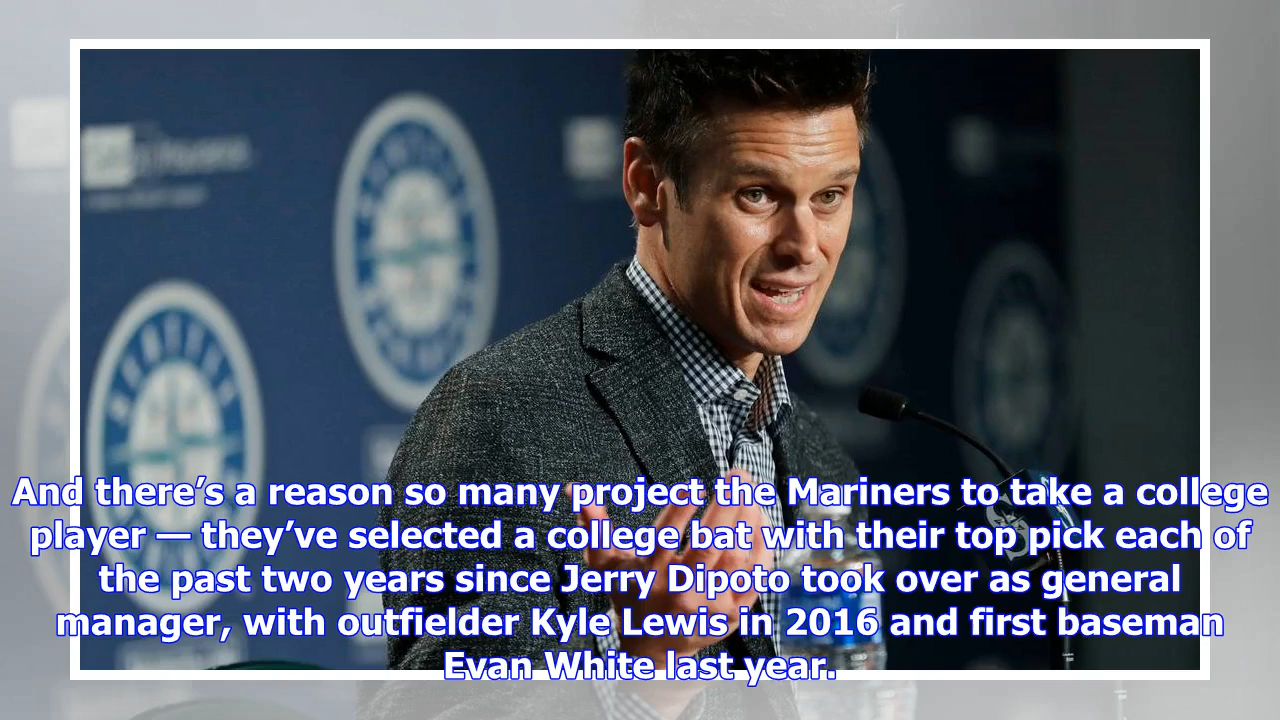 And there’s a reason so many project the Mariners to take a college
player — they’ve selected a college bat with their top pick each of
the past two years since Jerry Dipoto took over as general
manager, with outfielder Kyle Lewis in 2016 and first baseman
Evan White last year.